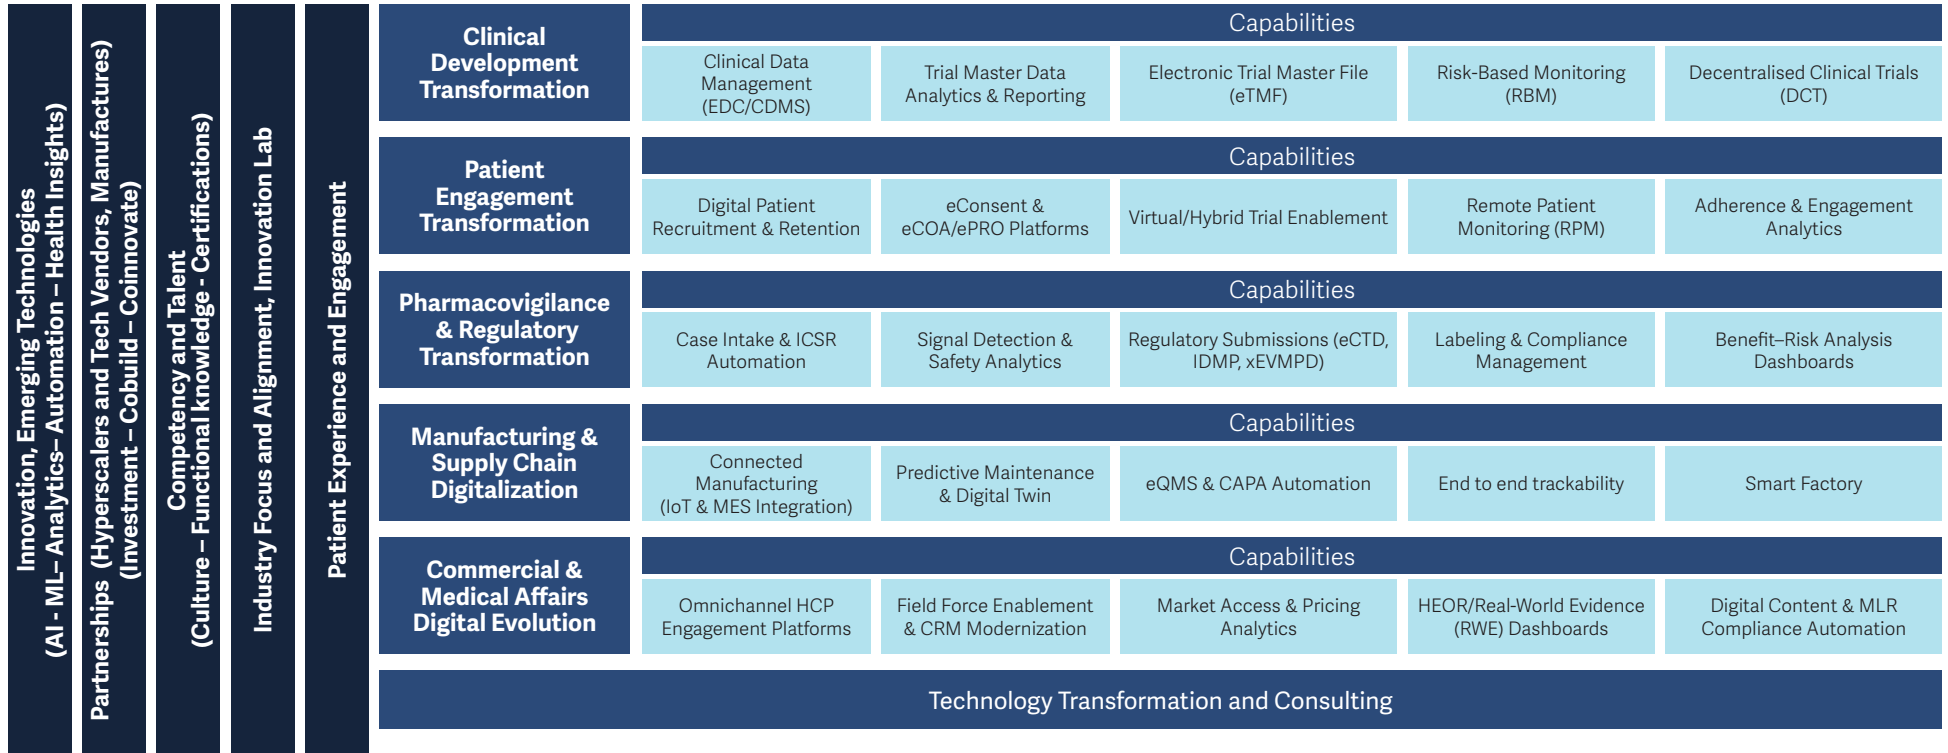 Innovation, Emerging Technologies
(AI - ML– Analytics– Automation – Health Insights)
Partnerships (Hyperscalers and Tech Vendors, Manufactures)
(Investment – Cobuild – Coinnovate)
Competency and Talent
(Culture – Functional knowledge - Certifications)
Industry Focus and Alignment, Innovation Lab
Patient Experience and Engagement
Clinical
Development
Transformation
Capabilities
Clinical Data
Management
(EDC/CDMS)
Trial Master Data
Analytics & Reporting
Electronic Trial Master File
(eTMF)
Risk-Based Monitoring
(RBM)
Decentralised Clinical Trials
(DCT)
Patient
Engagement
Transformation
Capabilities
Digital Patient
Recruitment & Retention
eConsent &
eCOA/ePRO Platforms
Virtual/Hybrid Trial Enablement
Remote Patient
Monitoring (RPM)
Adherence & Engagement
Analytics
Pharmacovigilance
& Regulatory
Transformation
Capabilities
Case Intake & ICSR
Automation
Signal Detection &
Safety Analytics
Regulatory Submissions (eCTD,
IDMP, xEVMPD)
Labeling & Compliance
Management
Benefit–Risk Analysis
Dashboards
Manufacturing &
Supply Chain
Digitalization
Capabilities
Connected
Manufacturing
(IoT & MES Integration)
Predictive Maintenance
& Digital Twin
eQMS & CAPA Automation
End to end trackability
Smart Factory
Commercial &
Medical Affairs
Digital Evolution
Capabilities
Omnichannel HCP
Engagement Platforms
Field Force Enablement
& CRM Modernization
Market Access & Pricing
Analytics
HEOR/Real-World Evidence
(RWE) Dashboards
Digital Content & MLR
Compliance Automation
Technology Transformation and Consulting